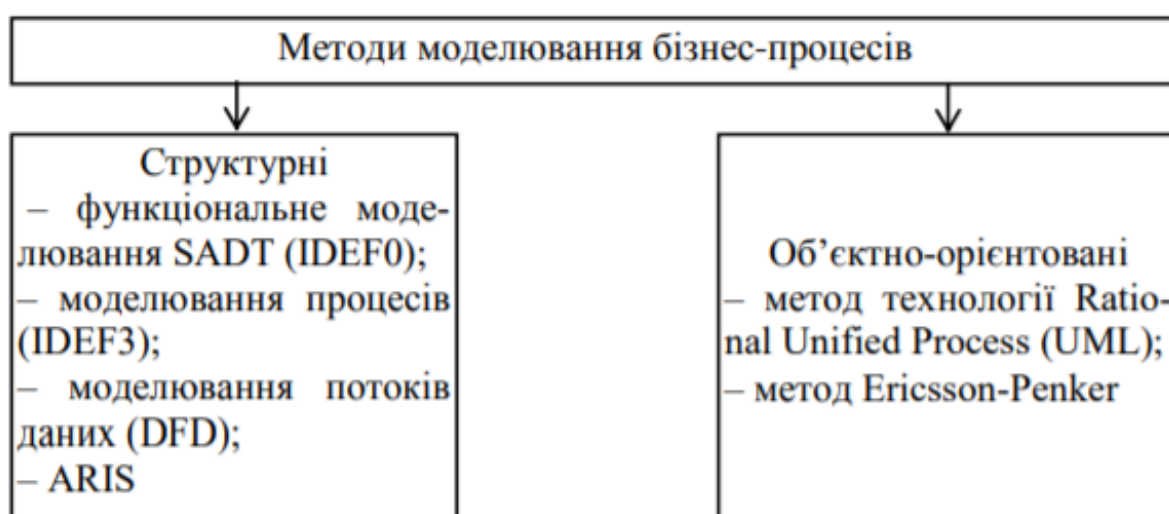 Методи моделювання бізнес-процесів
Структурні
– функціональне моде-
лювання SADT (IDEF0);
– моделювання процесів
(IDEF3);
– моделювання потоків
даних (DFD);
– ARIS
Об’єктно-орієнтовані
– метод технології Ratio-
nal Unified Process (UML);
– метод Ericsson-Penker